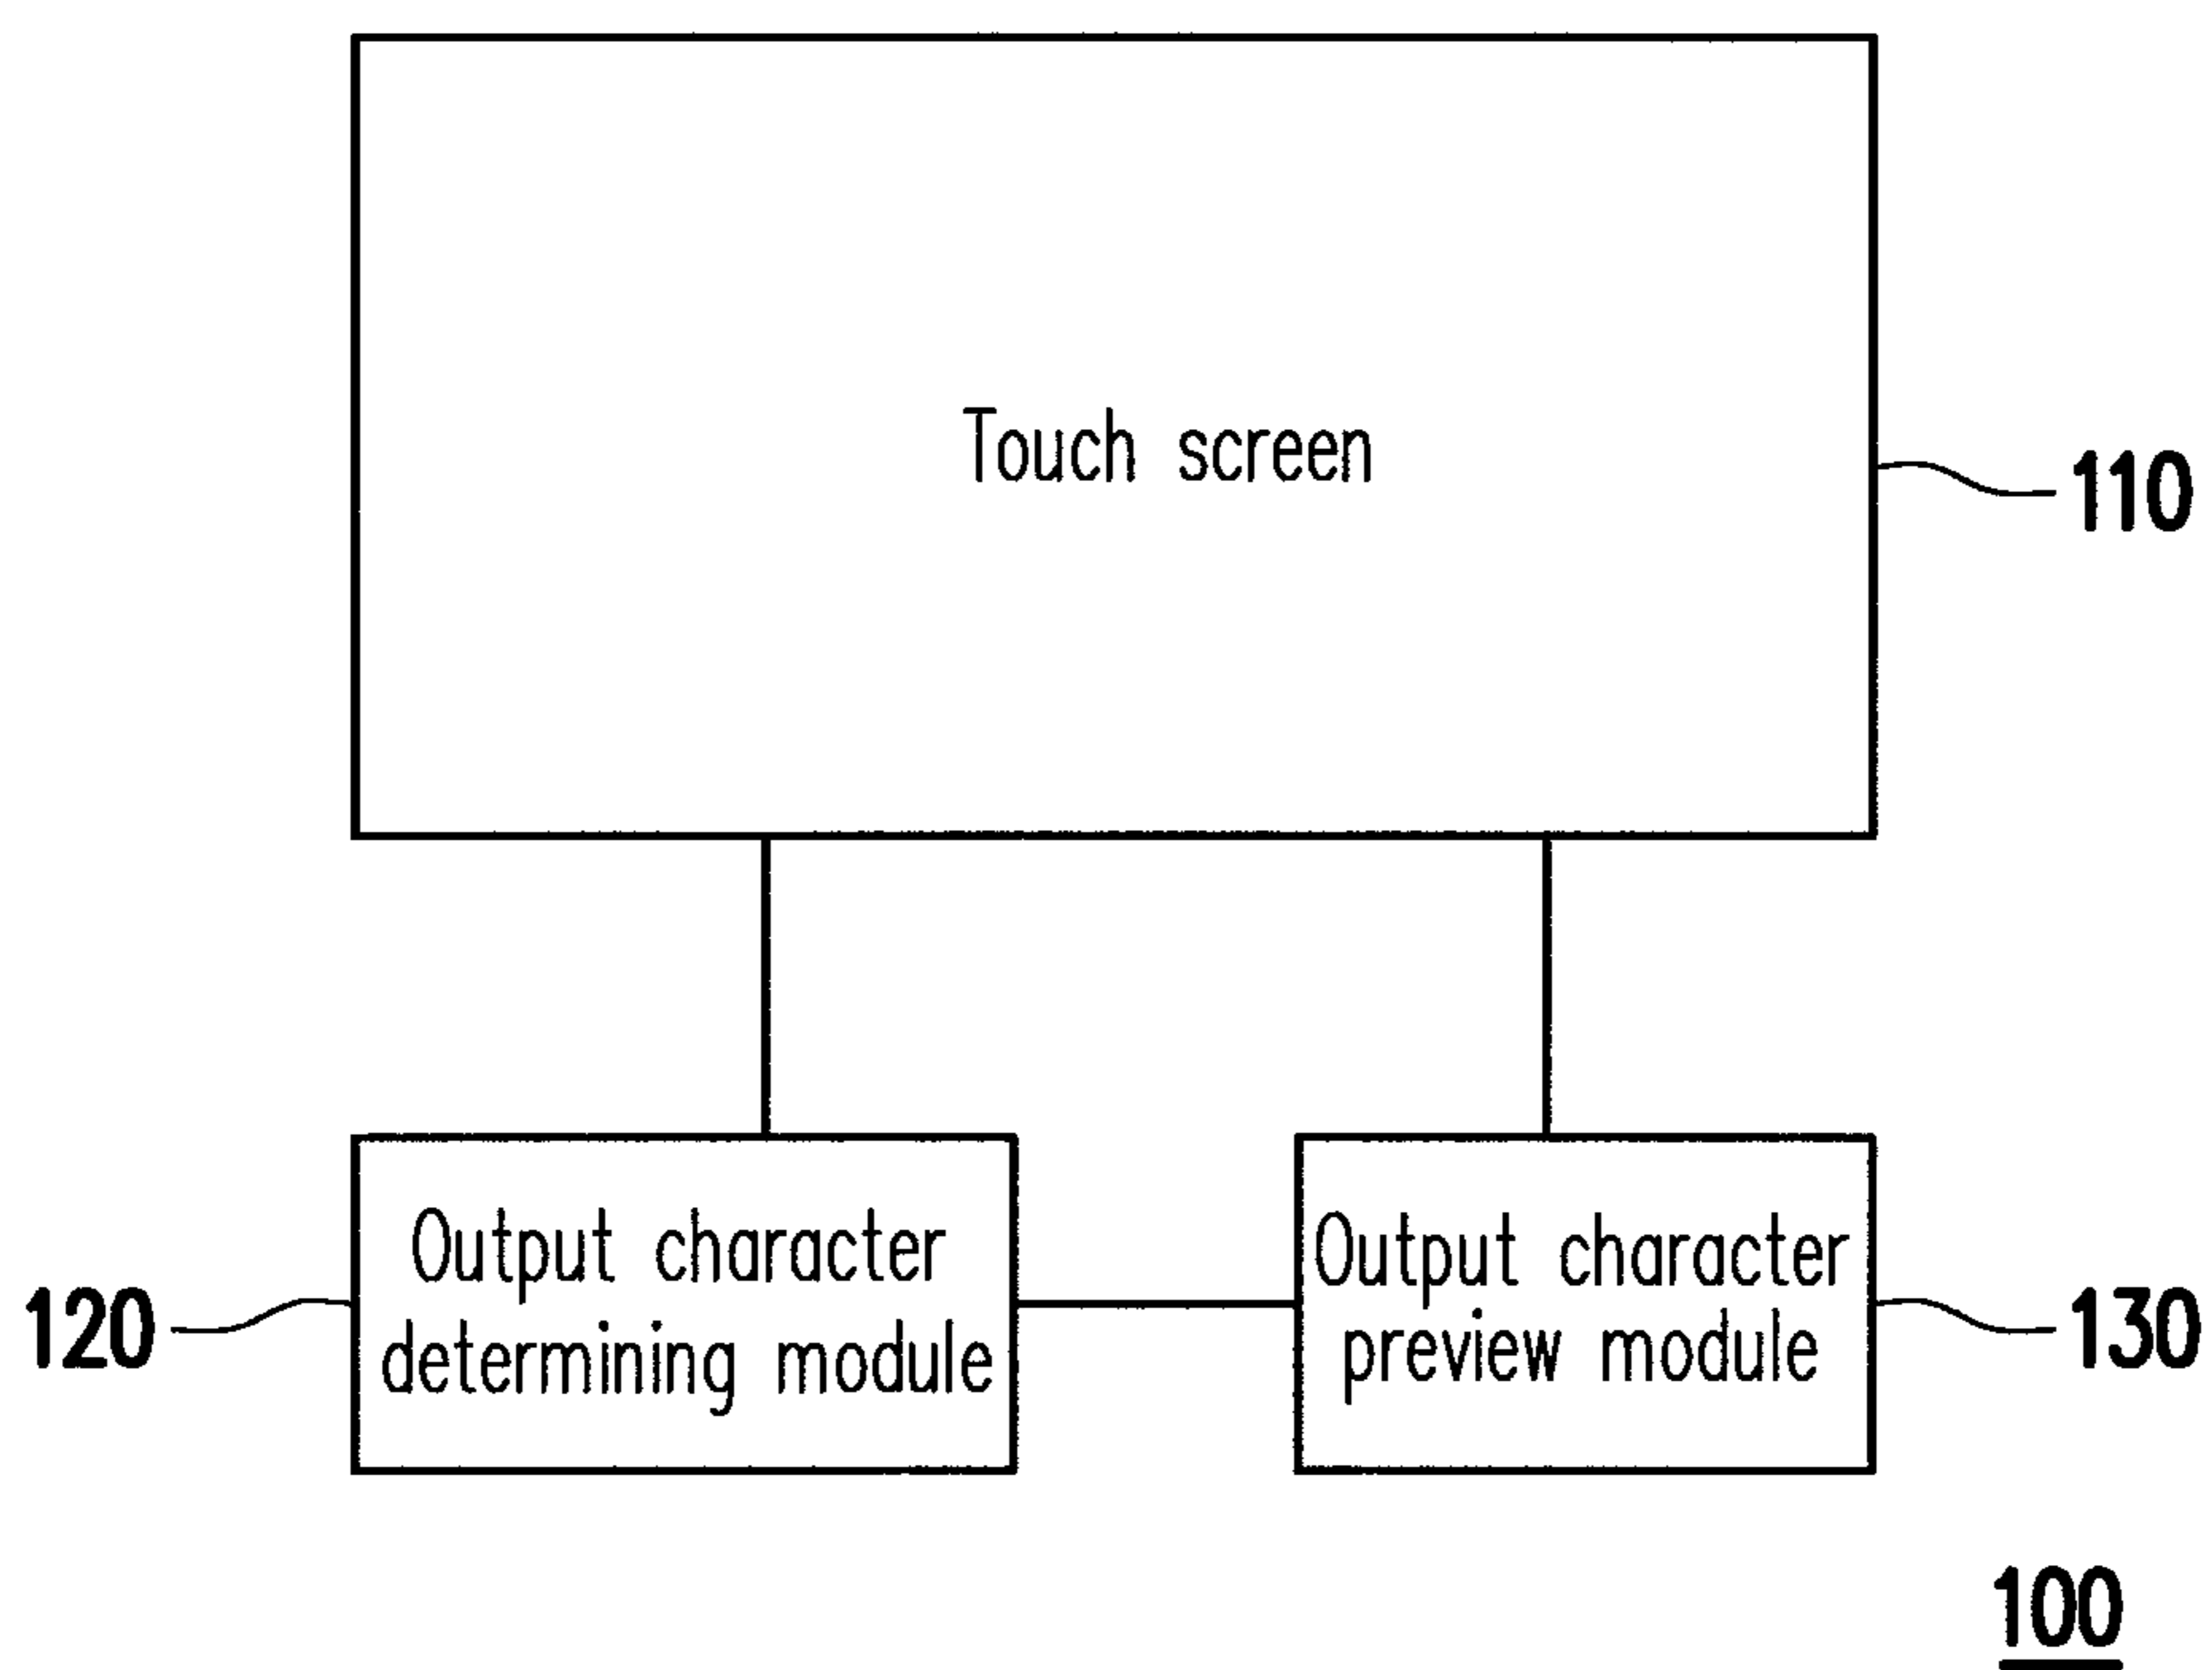 Touch screen
110
Output character
determining module
120
Output character
preview module
130
100